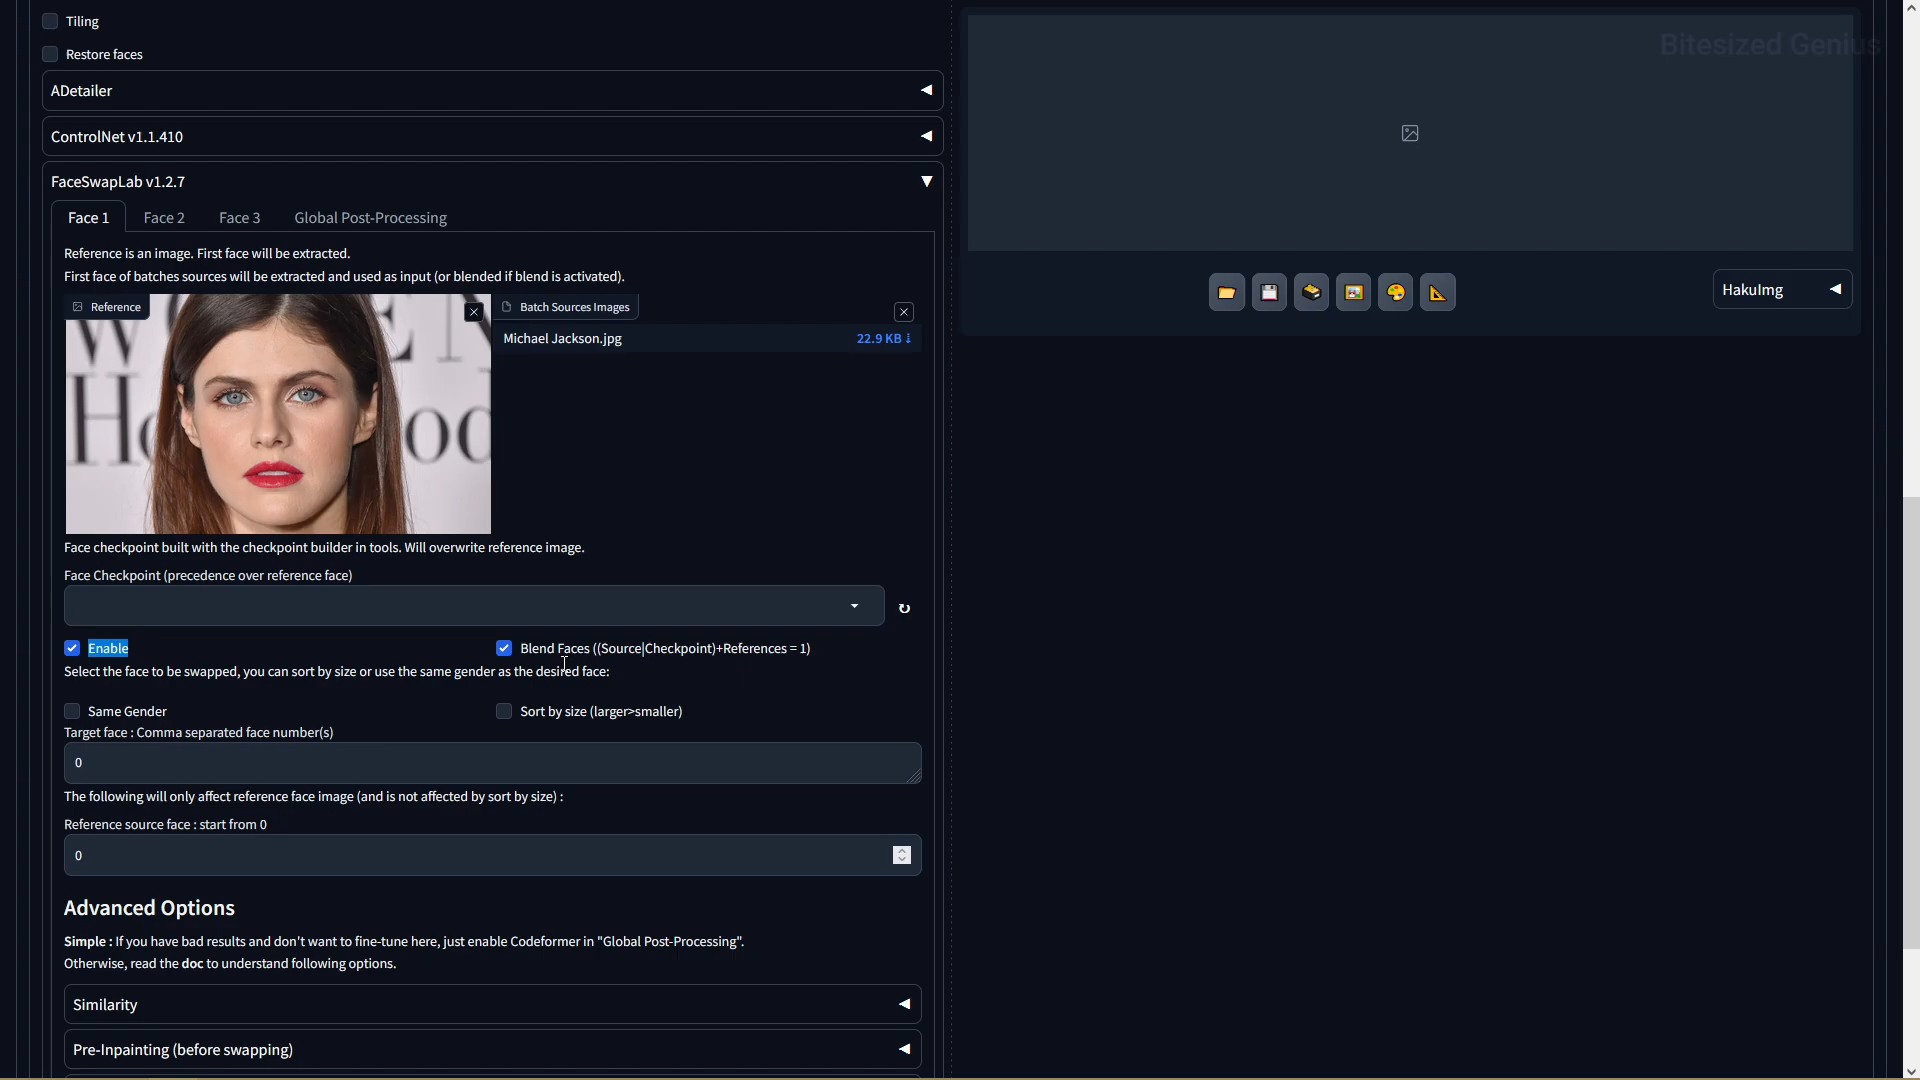 Tiling
Restore faces
Bitesized Genius
ADetailer
ControlNet v1.1.410
FaceSwapLab v1.2.7
Face 1 Face 2 Face 3 Global Post-Processing
HakuImg
Reference is an image. First face will be extracted.
First face of batches sources will be extracted and used as input (or blended if blend is activated).
Reference
Batch Sources Images
Michael Jackson.jpg 22.9 KB ⇣
Face checkpoint built with the checkpoint builder in tools. Will overwrite reference image.
Face Checkpoint (precedence over reference face)
Enable
Blend Faces ((Source|Checkpoint)+References = 1)
Select the face to be swapped, you can sort by size or use the same gender as the desired face:
Same Gender
Sort by size (larger>smaller)
Target face : Comma separated face number(s)
0
The following will only affect reference face image (and is not affected by sort by size) :
Reference source face : start from 0
0
Advanced Options
Simple : If you have bad results and don't want to fine-tune here, just enable Codeformer in "Global Post-Processing".
Otherwise, read the doc to understand following options.
Similarity
Pre-Inpainting (before swapping)